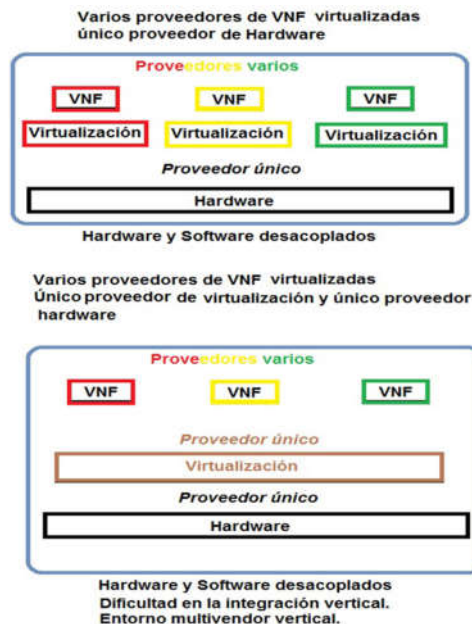 Varios proveedores de VNF virtualizadas
único proveedor de Hardware
Proveedores varios
VNF VNF VNF
Virtualización Virtualización Virtualización
Proveedor único
Hardware
Hardware y Software desacoplados
Varios proveedores de VNF virtualizadas
Único proveedor de virtualización y único proveedor
hardware
Proveedores varios
VNF VNF VNF
Proveedor único
Virtualización
Proveedor único
Hardware
Hardware y Software desacoplados
Dificultad en la integración vertical.
Entorno multivendor vertical.